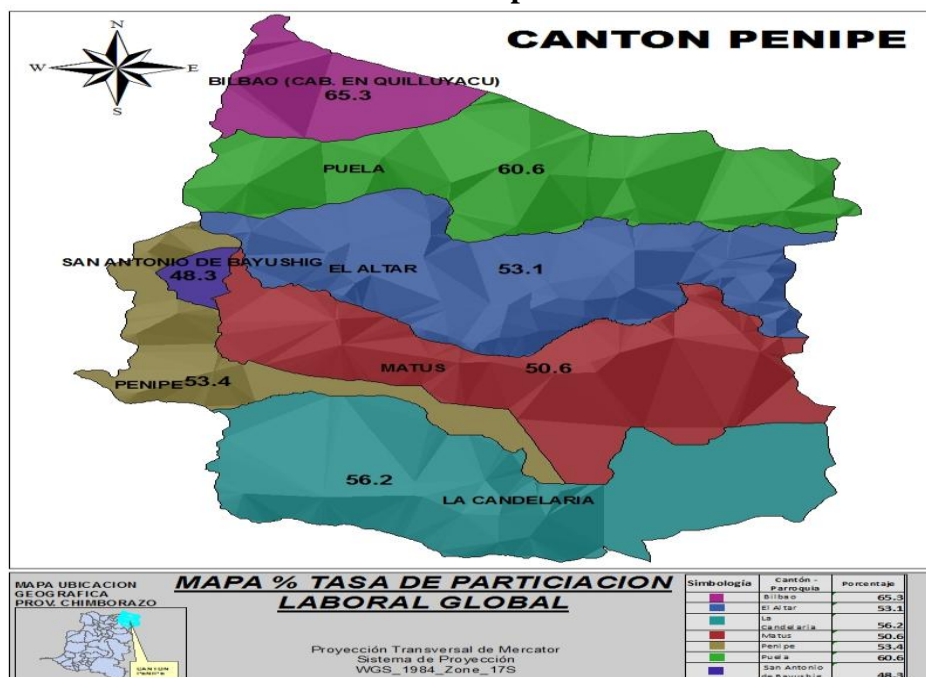 CANTON PENIPE
N
W
E
S
BILBAO (CAB. EN QUILLUYACU)
65.3
PUELA
60.6
SAN ANTONIO DE BAYUSHIG
48.3
EL ALTAR
53.1
MATUS
50.6
PENIPE 53.4
56.2
LA CANDELARIA
MAPA UBICACION
GEOGRAFICA
PROV. CHIMBORAZO
CANTON
PENIPE
MAPA % TASA DE PARTICIACION
LABORAL GLOBAL
Proyección Transversal de Mercator
Sistema de Proyección
WGS_1984_Zone_17S
Simbología Cantón - Parroquia Porcentaje
Bilbao 65.3
El Altar 53.1
La Candelaria 56.2
Matus 50.6
Penipe 53.4
Puela 60.6
San Antonio de Bayushig 48.3